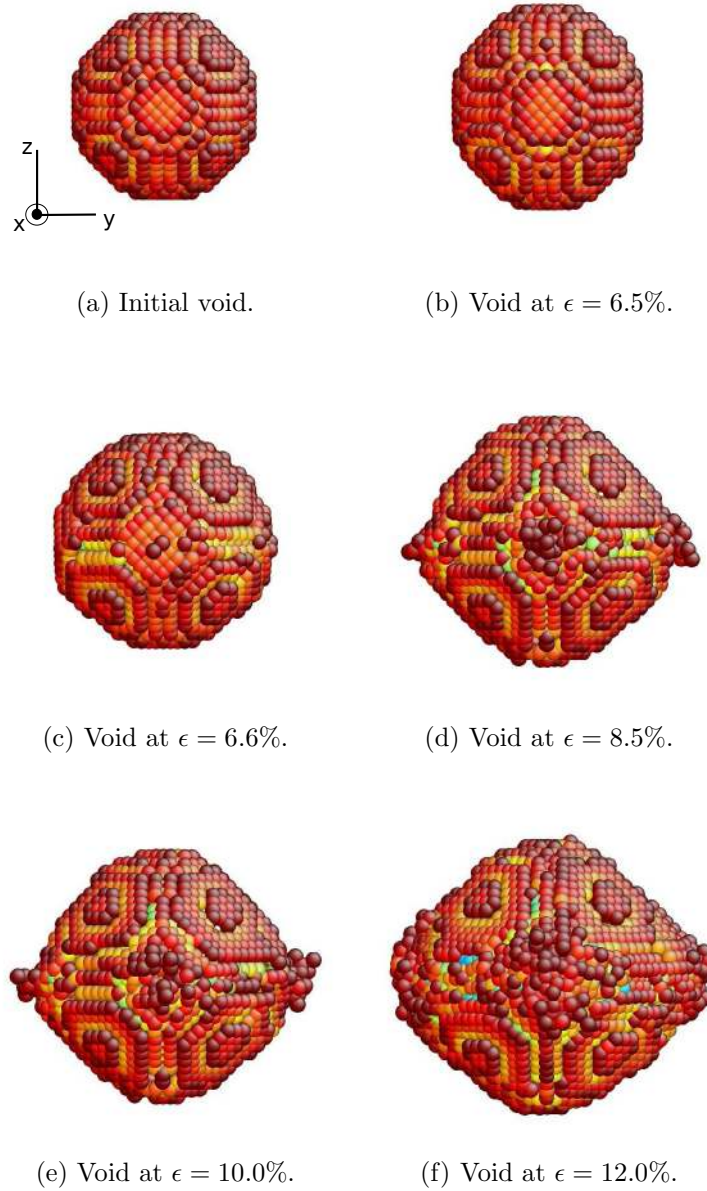 z
x
y
(a) Initial void.
(b) Void at ϵ = 6.5%.
(c) Void at ϵ = 6.6%.
(d) Void at ϵ = 8.5%.
(e) Void at ϵ = 10.0%.
(f) Void at ϵ = 12.0%.